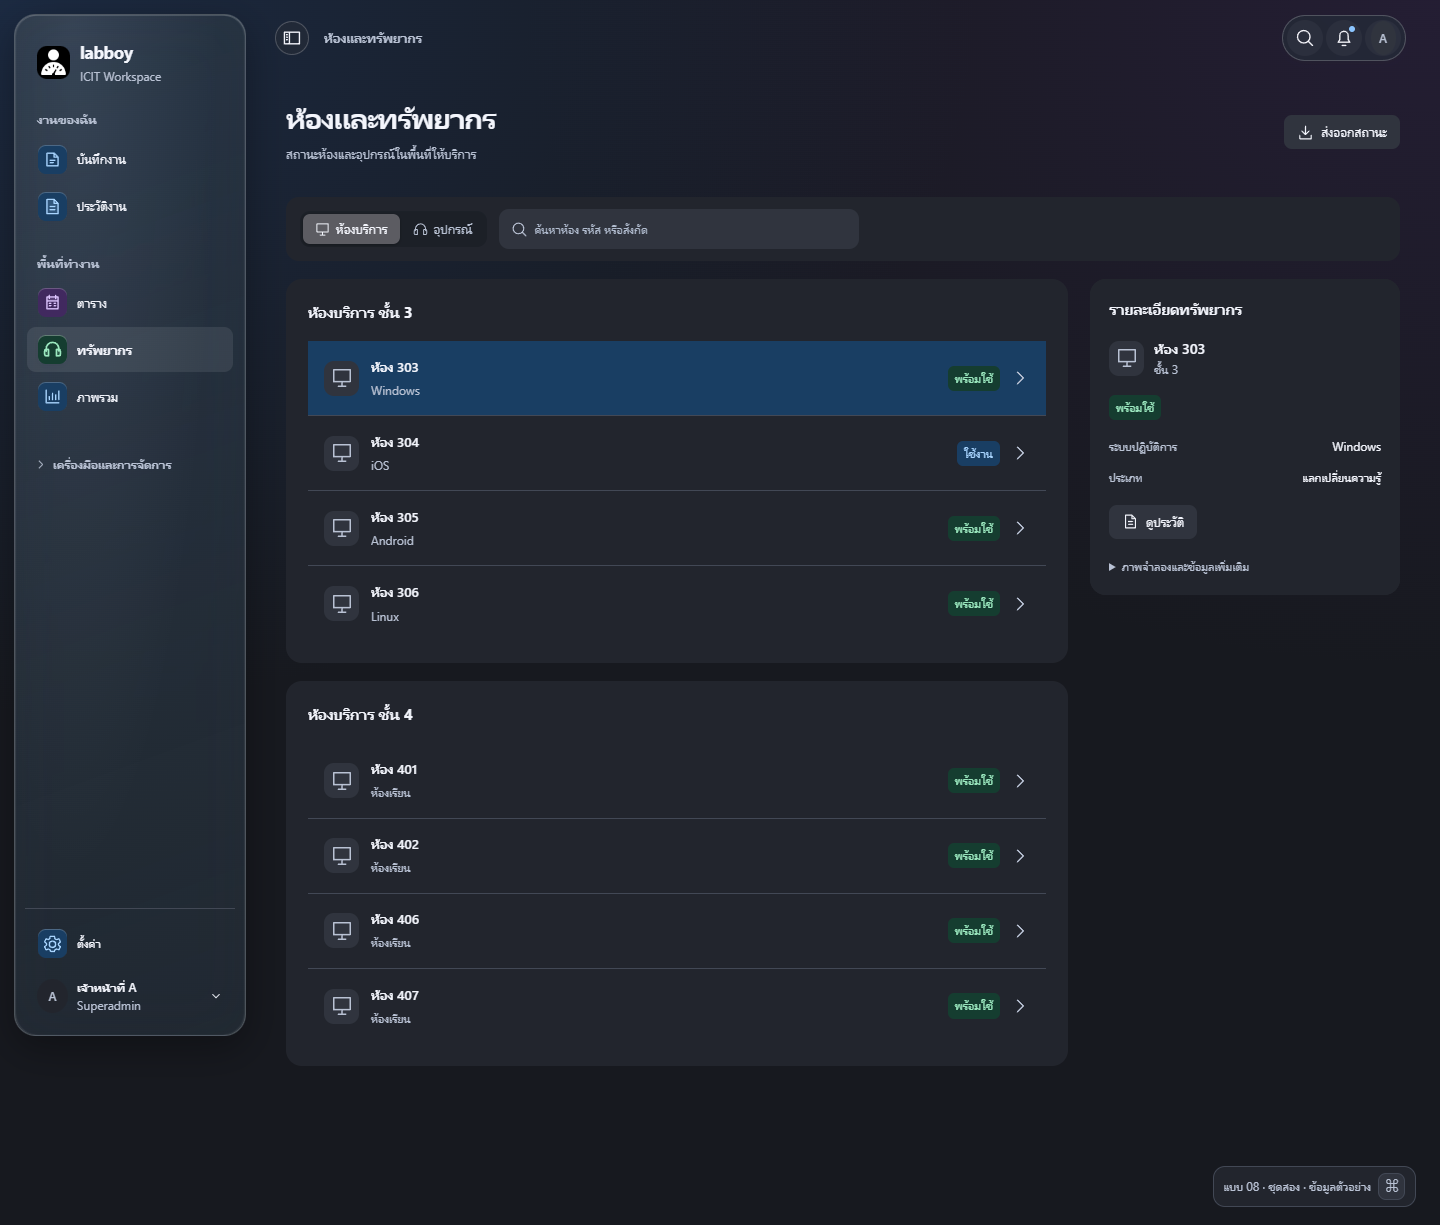 labboy
ICIT Workspace
งานของฉัน
บันทึกงาน
ประวัติงาน
พื้นที่ทำงาน
ตาราง
ทรัพยากร
ภาพรวม
เครื่องมือและการจัดการ
ตั้งค่า
A
เจ้าหน้าที่ A
Superadmin
ห้องและทรัพยากร
A
ห้องและทรัพยากร
สถานะห้องและอุปกรณ์ในพื้นที่ให้บริการ
ส่งออกสถานะ
ห้องบริการ
อุปกรณ์
ค้นหาห้อง รหัส หรือสังกัด
ห้องบริการ ชั้น 3
ห้อง 303
Windows
พร้อมใช้
ห้อง 304
iOS
ใช้งาน
ห้อง 305
Android
พร้อมใช้
ห้อง 306
Linux
พร้อมใช้
ห้องบริการ ชั้น 4
ห้อง 401
ห้องเรียน
พร้อมใช้
ห้อง 402
ห้องเรียน
พร้อมใช้
ห้อง 406
ห้องเรียน
พร้อมใช้
ห้อง 407
ห้องเรียน
พร้อมใช้
รายละเอียดทรัพยากร
ห้อง 303
ชั้น 3
พร้อมใช้
ระบบปฏิบัติการ Windows
ประเภท แลกเปลี่ยนความรู้
ดูประวัติ
ภาพจำลองและข้อมูลเพิ่มเติม
แบบ 08 · ชุดสอง · ข้อมูลตัวอย่าง ⌘